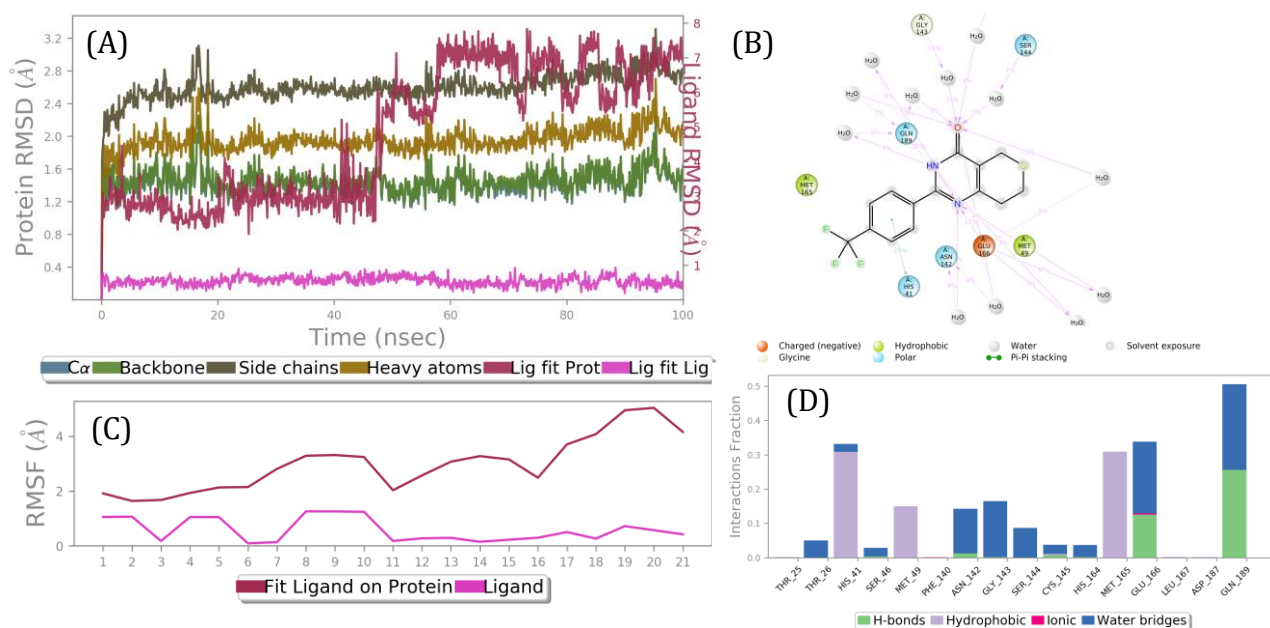 (A)
Protein RMSD (Å)
3.2
2.8
2.4
2.0
1.6
1.2
0.8
0.4
8
7
6
5
4
3
2
1
Ligand RMSD (Å)
0 20 40 60 80 100
Time (nsec)
Cα Backbone Side chains Heavy atoms Lig fit Prot Lig fit Lig
(B)
A: GLY 143
H₂O
A: SER 144
H₂O
H₂O
H₂O
H₂O
H₂O
H₂O
A: GLN 189
O
HN
S
H₂O
A: MET 165
N
F
F
F
A: ASN 142
A: GLU 166
A: MET 49
A: HIS 41
H₂O
H₂O
H₂O
H₂O
Charged (negative) Hydrophobic Water Solvent exposure
Glycine Polar Pi-Pi stacking
(C)
RMSF (Å)
4
2
0
1 2 3 4 5 6 7 8 9 10 11 12 13 14 15 16 17 18 19 20 21
Fit Ligand on Protein Ligand
(D)
Interactions Fraction
0.5
0.4
0.3
0.2
0.1
0.0
THR_25 THR_26 HIS_41 SER_46 MET_49 PHE_140 ASN_142 GLY_143 SER_144 CYS_145 HIS_164 MET_165 GLU_166 LEU_167 ASP_187 GLN_189
H-bonds Hydrophobic Ionic Water bridges